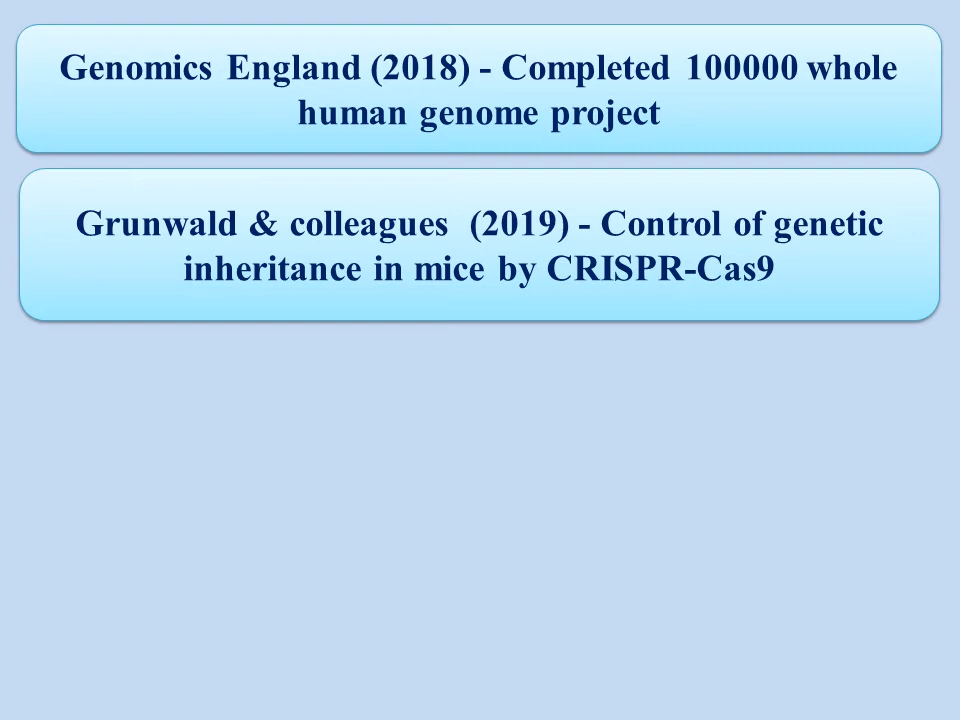 Genomics England (2018) - Completed 100000 whole
human genome project
Grunwald & colleagues  (2019) - Control of genetic
inheritance in mice by CRISPR-Cas9